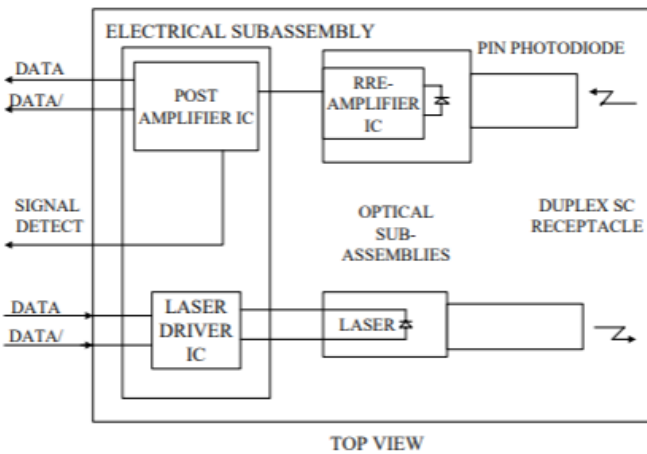 ELECTRICAL SUBASSEMBLY
PIN PHOTODIODE
DATA
DATA/
POST
AMPLIFIER IC
RRE-
AMPLIFIER
IC
SIGNAL
DETECT
OPTICAL
SUB-
ASSEMBLIES
DUPLEX SC
RECEPTACLE
DATA
DATA/
LASER
DRIVER
IC
LASER
TOP VIEW